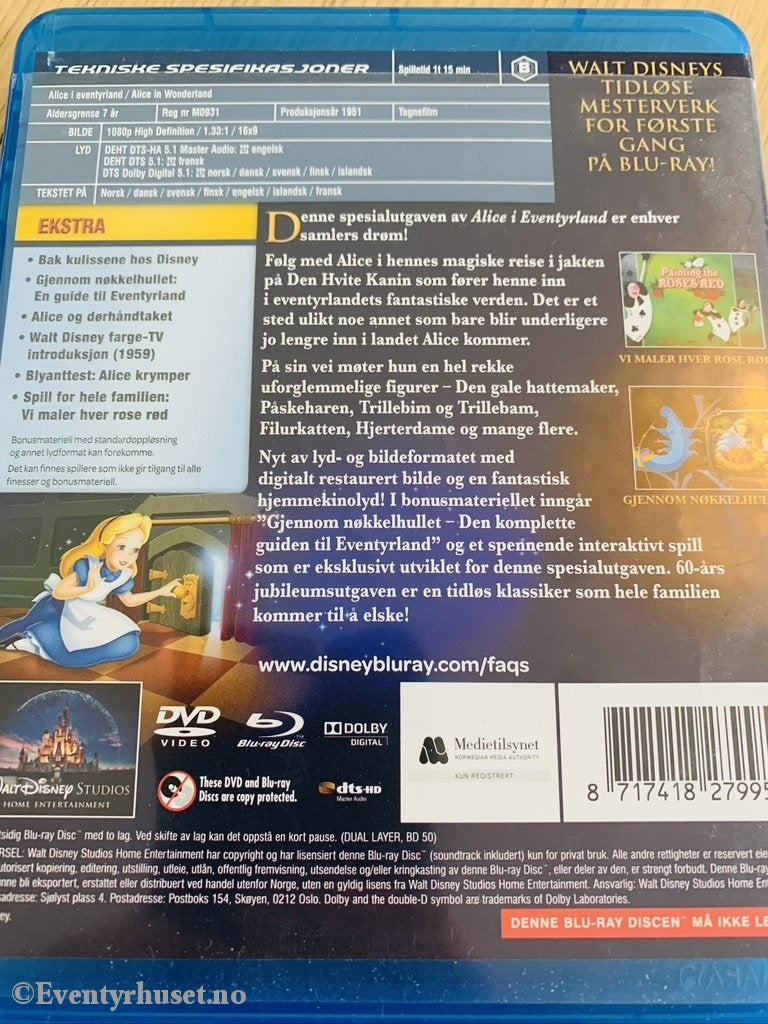 TEKNISKE SPESIFIKASJONER
Spilletid 1t 15 min
B
Alice i eventyrland / Alice in Wonderland
Aldersgrense 7 år
Reg nr M0931
Produksjonsår 1951
Tegnefilm
BILDE
1080p High Definition / 1.33:1 / 16x9
LYD
DEHT DTS-HA 5.1 Master Audio: engelsk
DEHT DTS 5.1: fransk
DTS Dolby Digital 5.1: norsk / dansk / svensk / finsk / islandsk
TEKSTET PÅ
Norsk / dansk / svensk / finsk / engelsk / islandsk / fransk
WALT DISNEYS
TIDLØSE
MESTERVERK
FOR FØRSTE
GANG
PÅ BLU-RAY!
EKSTRA
• Bak kulissene hos Disney
• Gjennom nøkkelhullet:
En guide til Eventyrland
• Alice og dørhåndtaket
• Walt Disney farge-TV
introduksjon (1959)
• Blyanttest: Alice krymper
• Spill for hele familien:
Vi maler hver rose rød
Bonusmateriell med standardoppløsning
og annet lydformat kan forekomme.
Det kan finnes spillere som ikke gir tilgang til alle
finesser og bonusmateriell.
Denne spesialutgaven av Alice i Eventyrland er enhver
samlers drøm!
Følg med Alice i hennes magiske reise i jakten
på Den Hvite Kanin som fører henne inn
i eventyrlandets fantastiske verden. Det er et
sted ulikt noe annet som bare blir underligere
jo lengre inn i landet Alice kommer.
På sin vei møter hun en hel rekke
uforglemmelige figurer – Den gale hattemaker,
Påskeharen, Trillebim og Trillebam,
Filurkatten, Hjerterdame og mange flere.
Nyt av lyd- og bildeformatet med
digitalt restaurert bilde og en fantastisk
hjemmekinolyd! I bonusmateriellet inngår
”Gjennom nøkkelhullet – Den komplette
guiden til Eventyrland” og et spennende interaktivt spill
som er eksklusivt utviklet for denne spesialutgaven. 60-års
jubileumsutgaven er en tidløs klassiker som hele familien
kommer til å elske!
Painting the
ROSES RED
VI MALER HVER ROSE
GJENNOM
www.disneybluray.com/faqs
WALT DISNEY STUDIOS
HOME ENTERTAINMENT
DVD
VIDEO
Blu-ray Disc™
DOLBY
DIGITAL
These DVD and Blu-ray
Discs are copy protected.
dts-HD
Master Audio
Medietilsynet
NORWEGIAN MEDIA AUTHORITY
KUN REGISTRERT
8 717418 27995
Blu-ray Disc™ med to lag. Ved skifte av lag kan det oppstå en kort pause. (DUAL LAYER, BD 50)
Walt Disney Studios Home Entertainment har copyright og har lisensiert denne Blu-ray Disc™ (soundtrack inkludert) kun for privat bruk. Alle andre rettigheter er reservert
kopiering, editering, utstilling, utleie, utlån, offentlig fremvisning, utsendelse og/eller kringkasting av denne Blu-ray Disc™, eller deler av den, er strengt forbudt. Denne
bli eksportert, erstattet eller distribuert ved handel utenfor Norge, uten en gyldig lisens fra Walt Disney Studios Home Entertainment. Ansvarlig: Walt Disney Studios Home
Sjølyst plass 4. Postadresse: Postboks 154, Skøyen, 0212 Oslo. Dolby and the double-D symbol are trademarks of Dolby Laboratories.
DENNE BLU-RAY DISCEN™ MÅ IKKE
©Eventyrhuset.no